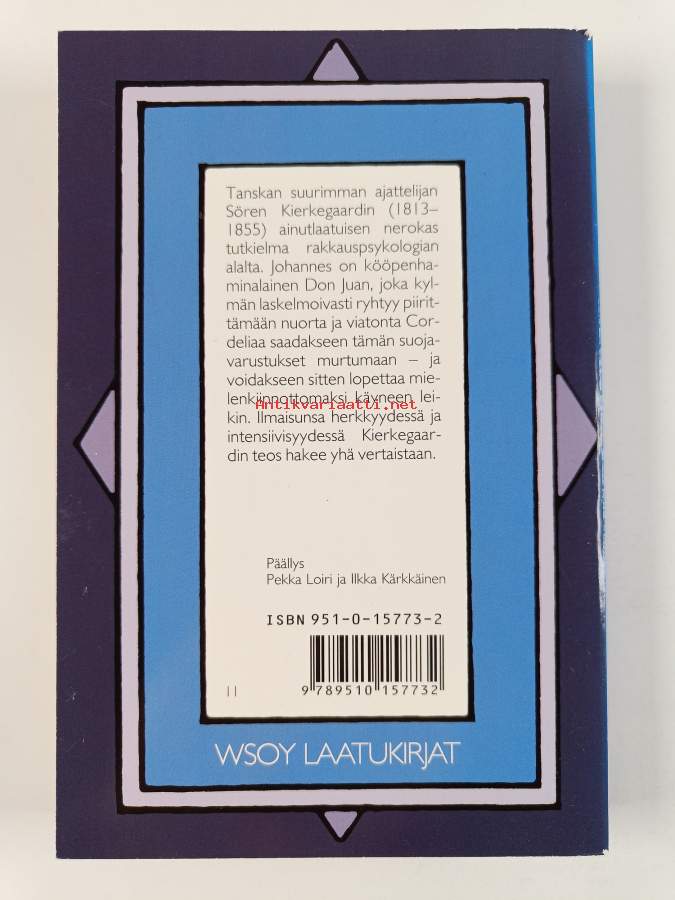 Tanskan suurimman ajattelijan
Sören Kierkegaardin (1813–
1855) ainutlaatuisen nerokas
tutkielma rakkauspsykologian
alalta. Johannes on kööpenha-
minalainen Don Juan, joka kyl-
män laskelmoivasti ryhtyy piirit-
tämään nuorta ja viatonta Cor-
deliaa saadakseen tämän suoja-
varustukset murtumaan – ja
voidakseen sitten lopettaa mie-
lenkiinnottomaksi käyneen lei-
Antikvariaatti.net
kin. Ilmaisunsa herkkyydessä ja
intensiivisyydessä Kierkegaar-
din teos hakee yhä vertaistaan.
Päällys
Pekka Loiri ja Ilkka Kärkkäinen
ISBN 951-0-15773-2
11
9 789510 157732
WSOY LAATUKIRJAT